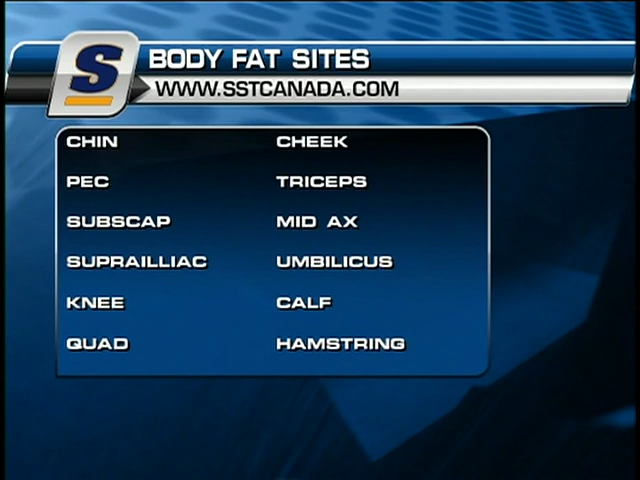 S
BODY FAT SITES
WWW.SSTCANADA.COM
CHIN CHEEK
PEC TRICEPS
SUBSCAP MID AX
SUPRAILLIAC UMBILICUS
KNEE CALF
QUAD HAMSTRING